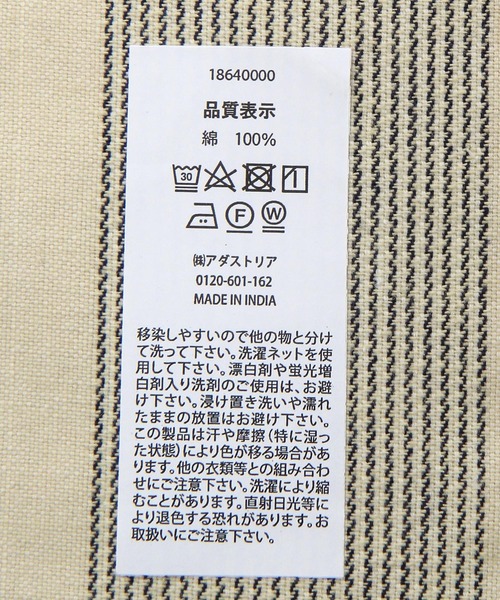 18640000
品質表示
綿 100%
30
F W
㈱アダストリア
0120-601-162
MADE IN INDIA
移染しやすいので他の物と分け
て洗って下さい。洗濯ネットを使
用して下さい。漂白剤や蛍光増
白剤入り洗剤のご使用は、お避
け下さい。浸け置き洗いや濡れ
たままの放置はお避け下さい。
この製品は汗や摩擦(特に湿っ
た状態)により色が移る場合があ
ります。他の衣類等との組み合わ
せにご注意下さい。洗濯により縮
むことがあります。直射日光等に
より退色する恐れがあります。お
取扱いにご注意下さい。